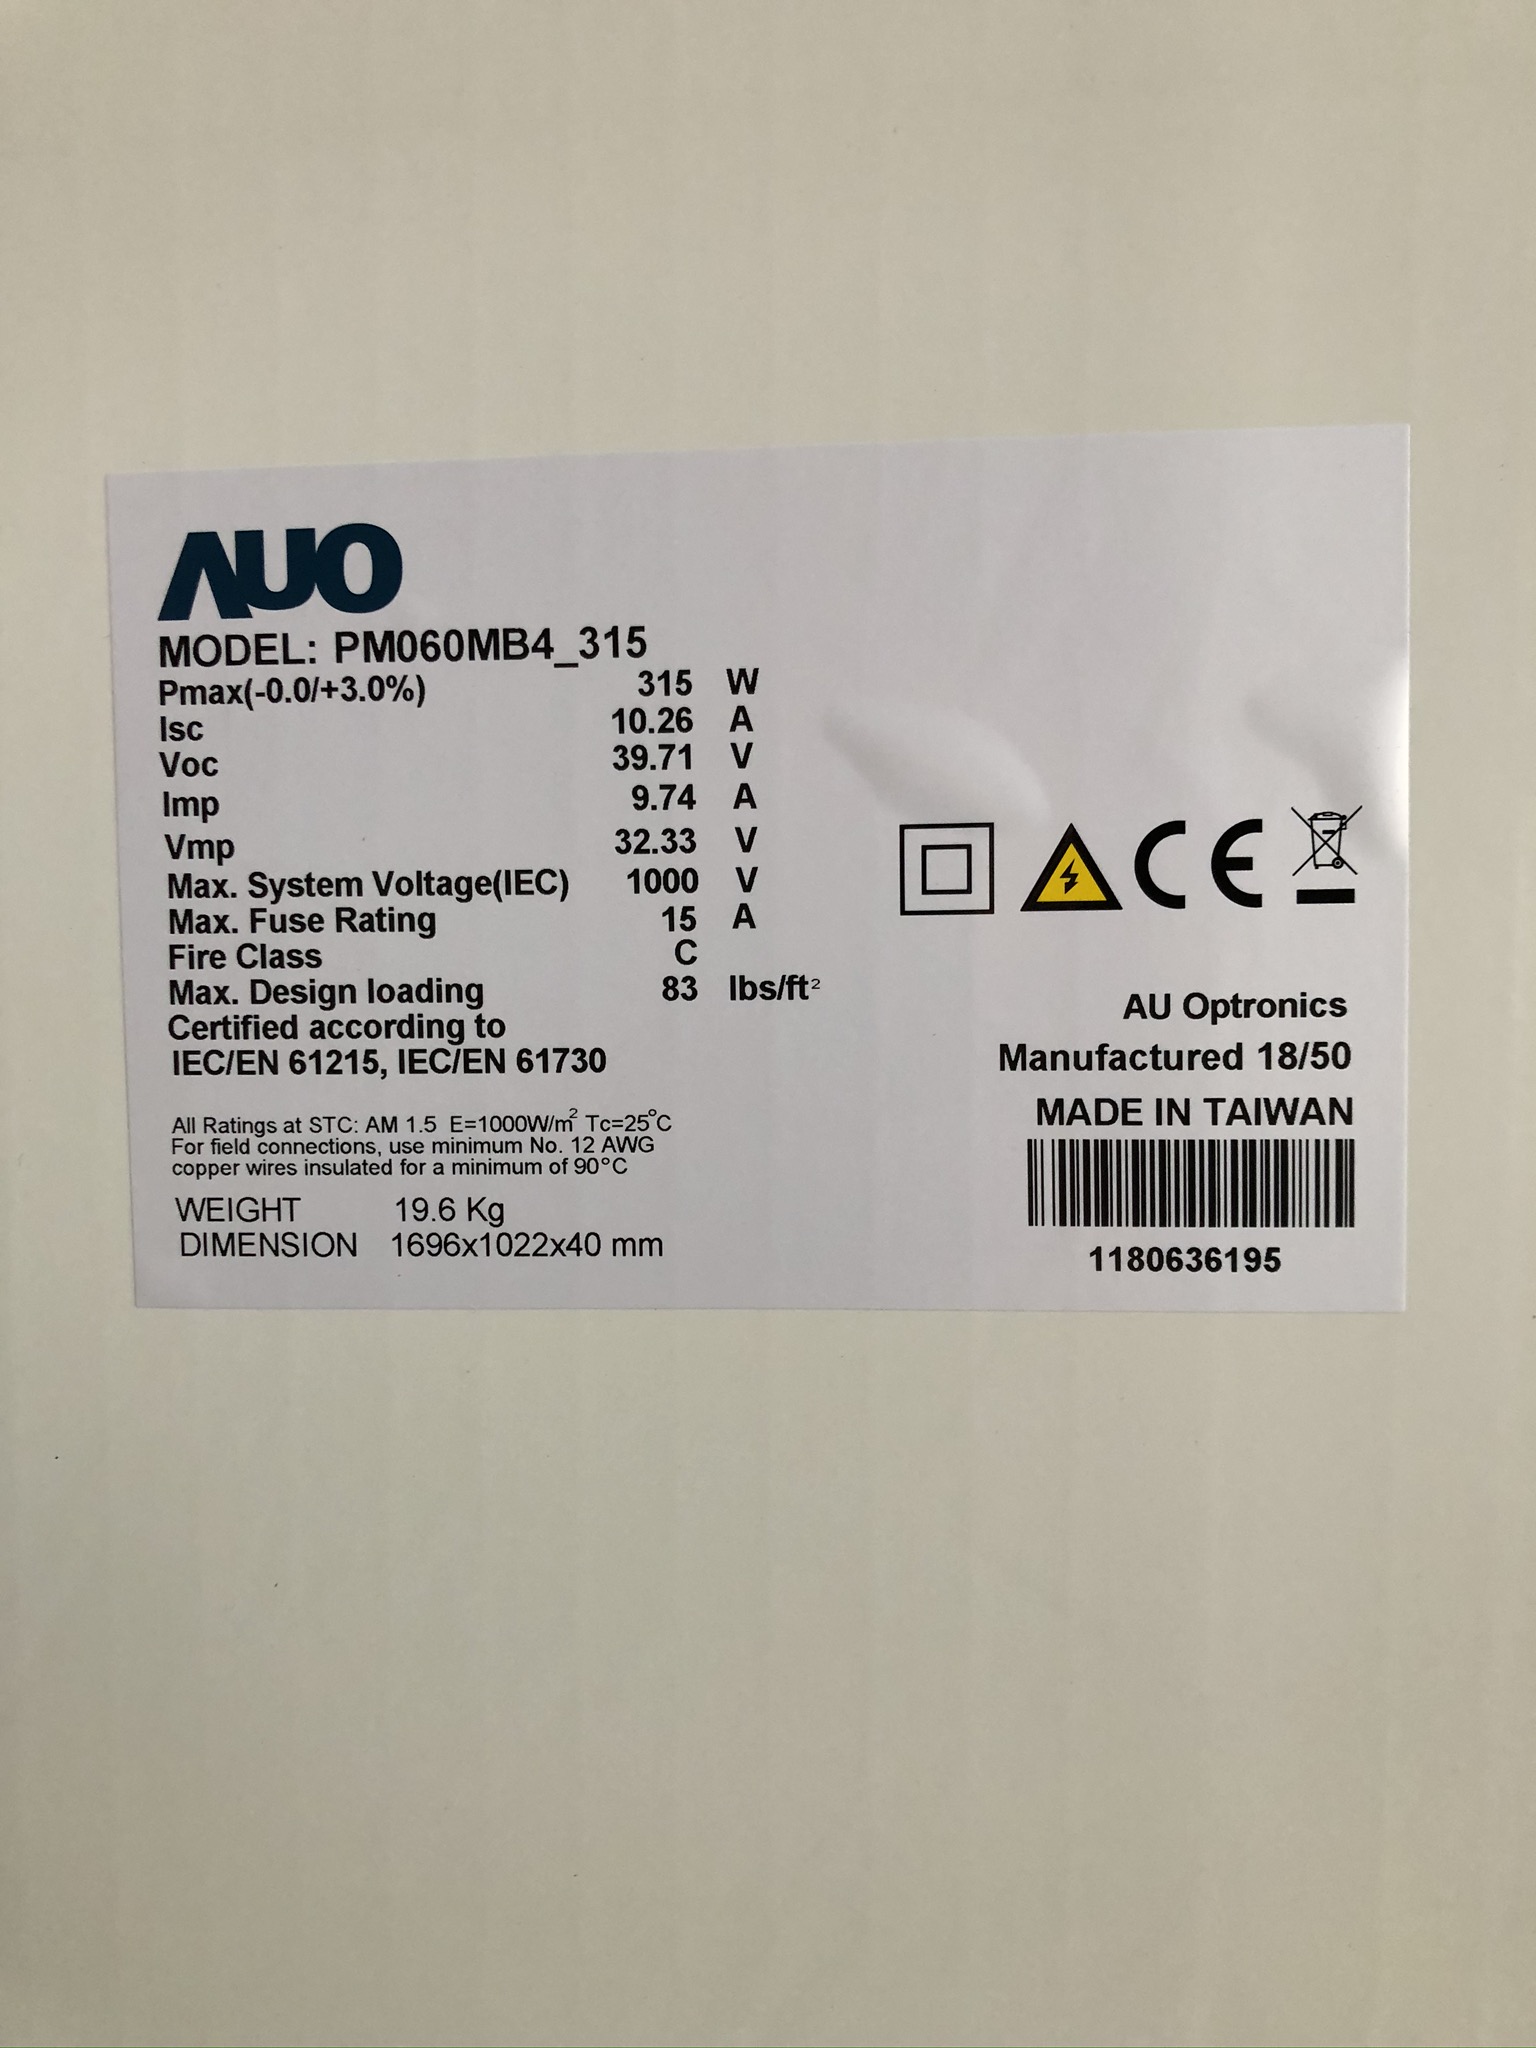 AUO
MODEL: PM060MB4_315
Pmax(-0.0/+3.0%) 315 W
Isc 10.26 A
Voc 39.71 V
Imp 9.74 A
Vmp 32.33 V
Max. System Voltage(IEC) 1000 V
Max. Fuse Rating 15 A
Fire Class C
Max. Design loading 83 lbs/ft²
Certified according to
IEC/EN 61215, IEC/EN 61730
All Ratings at STC: AM 1.5 E=1000W/m² Tc=25°C
For field connections, use minimum No. 12 AWG
copper wires insulated for a minimum of 90°C
WEIGHT 19.6 Kg
DIMENSION 1696x1022x40 mm
CE
AU Optronics
Manufactured 18/50
MADE IN TAIWAN
1180636195